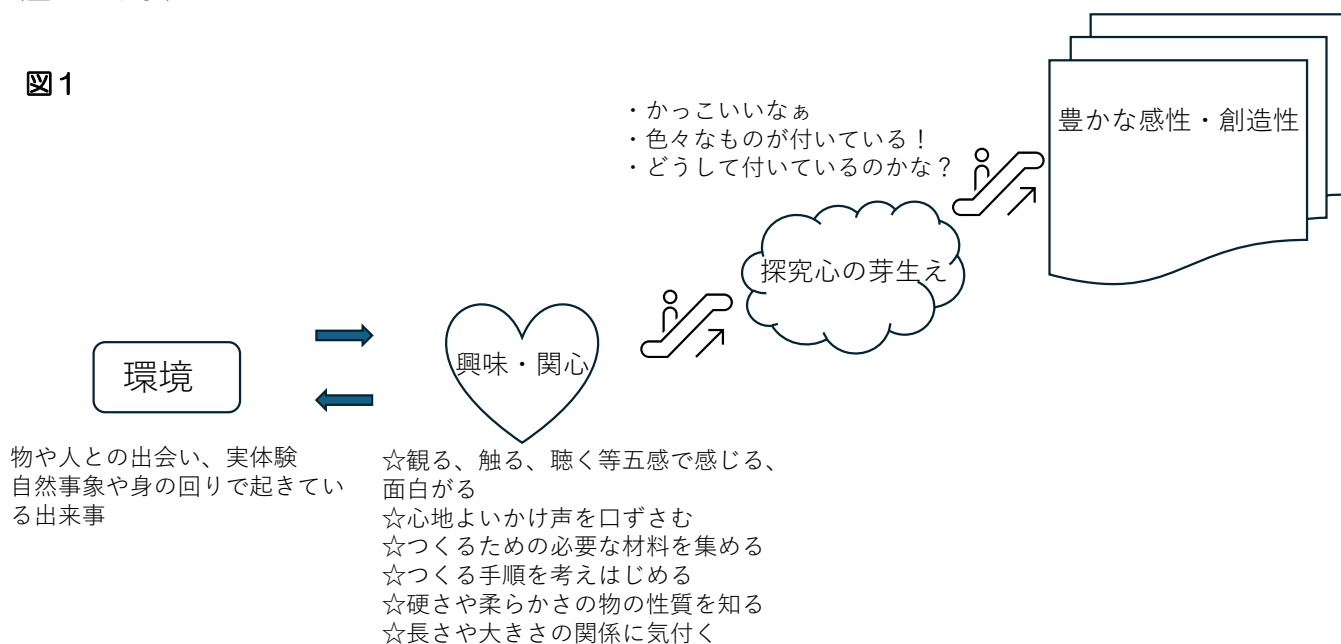 図１
・かっこいいなぁ
・色々なものが付いている！
・どうして付いているのかな？
豊かな感性・創造性
探究心の芽生え
興味・関心
環境
物や人との出会い、実体験
自然事象や身の回りで起きてい
る出来事
☆観る、触る、聴く等五感で感じる、
面白がる
☆心地よいかけ声を口ずさむ
☆つくるための必要な材料を集める
☆つくる手順を考えはじめる
☆硬さや柔らかさの物の性質を知る
☆長さや大きさの関係に気付く